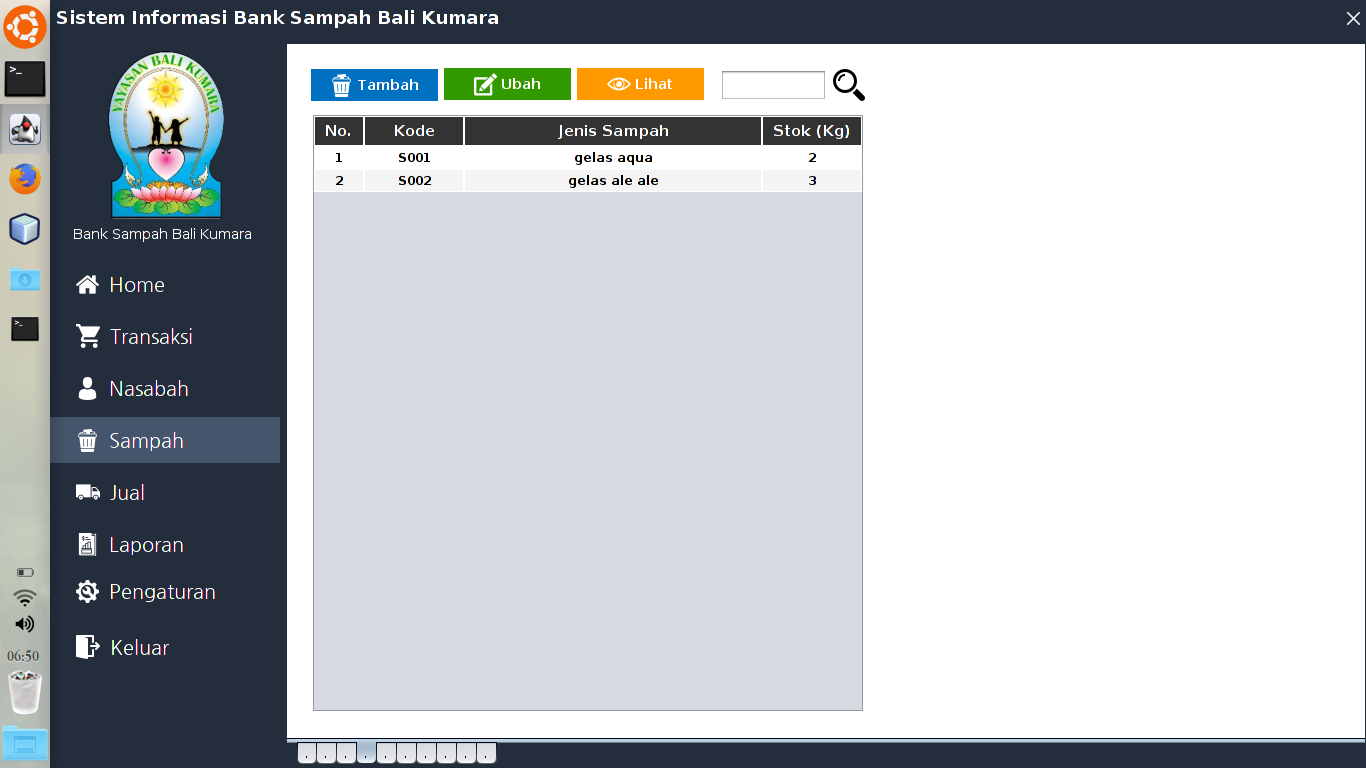 Sistem Informasi Bank Sampah Bali Kumara
YAYASAN BALI KUMARA
Bank Sampah Bali Kumara
Home
Transaksi
Nasabah
Sampah
Jual
Laporan
Pengaturan
Keluar
06:50
Tambah Ubah Lihat
No. Kode Jenis Sampah Stok (Kg)
1 S001 gelas aqua 2
2 S002 gelas ale ale 3
. . . . . . . . . .